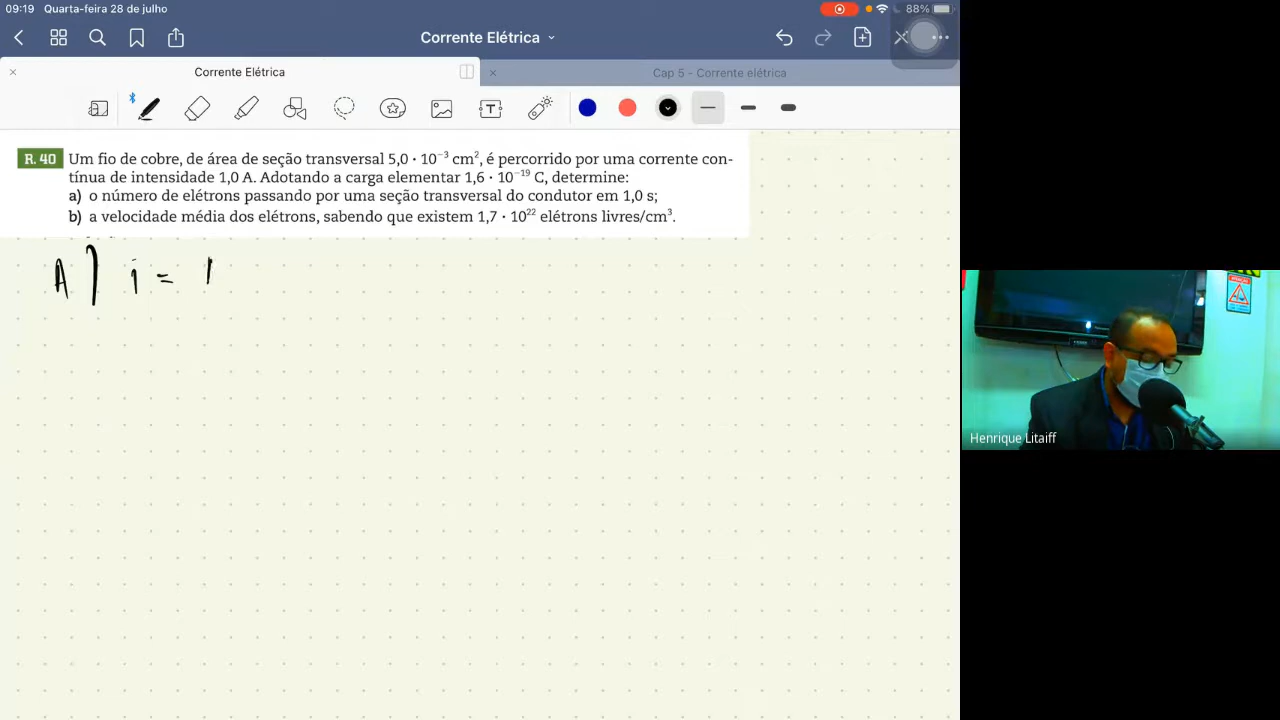 09:19 Quarta-feira 28 de julho
88%
Corrente Elétrica
Corrente Elétrica
Cap 5 - Corrente elétrica
R. 40 Um fio de cobre, de área de seção transversal 5,0 · 10⁻³ cm², é percorrido por uma corrente con-
tínua de intensidade 1,0 A. Adotando a carga elementar 1,6 · 10⁻¹⁹ C, determine:
a) o número de elétrons passando por uma seção transversal do condutor em 1,0 s;
b) a velocidade média dos elétrons, sabendo que existem 1,7 · 10²² elétrons livres/cm³.
A) i = 1
Henrique Litaiff